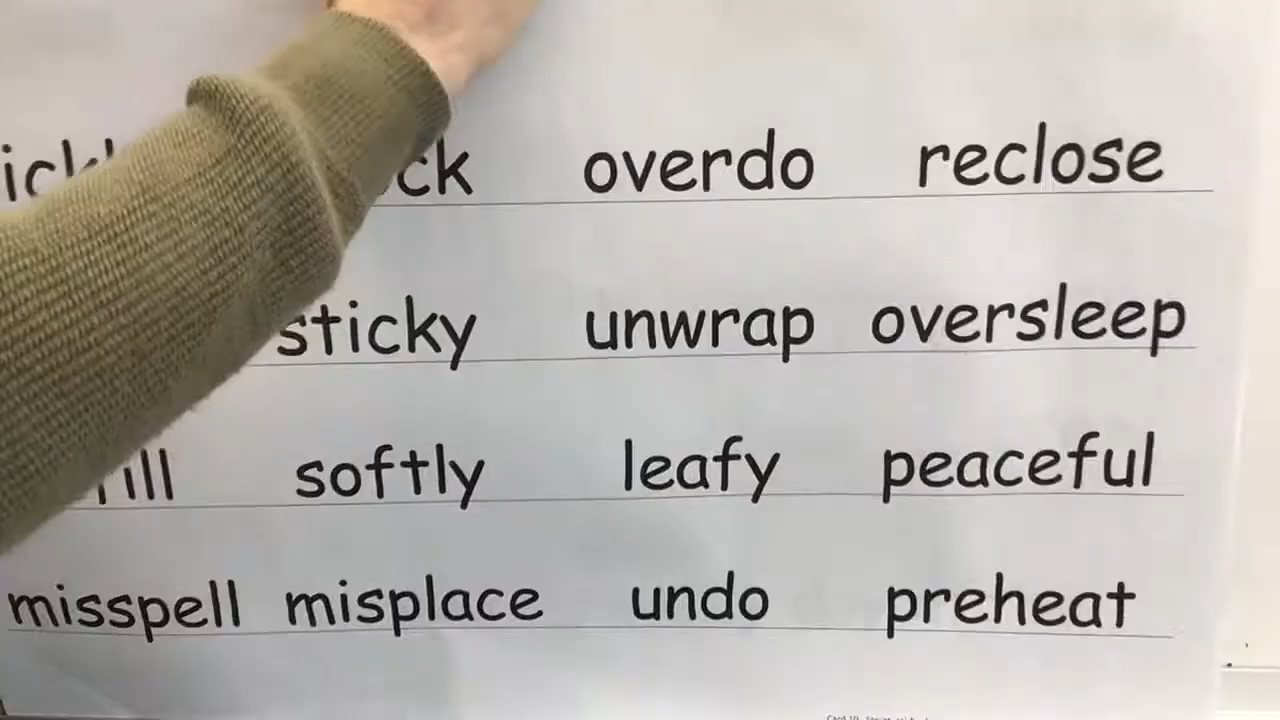 overdo reclose
sticky unwrap oversleep
softly leafy peaceful
misspell misplace undo preheat